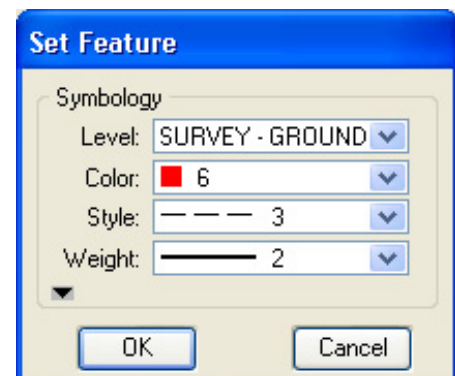 Set Feature
Symbology
Level: SURVEY - GROUND
Color: 6
Style: 3
Weight: 2
OK Cancel